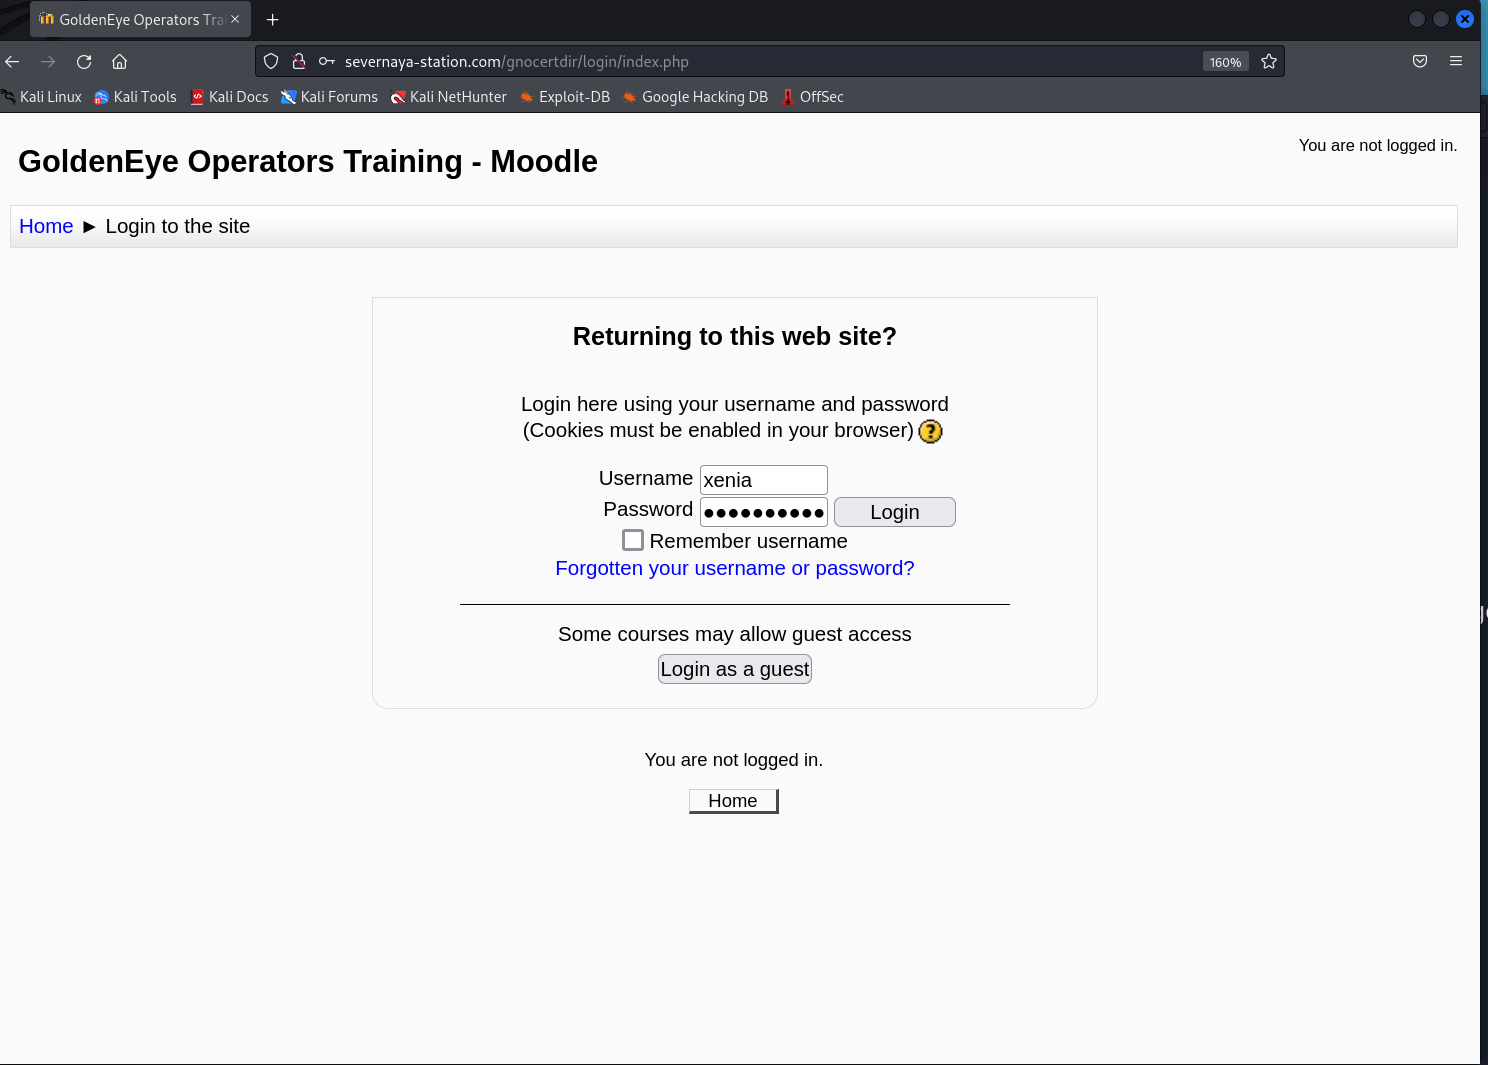 GoldenEye Operators Trai
severnaya-station.com/gnocertdir/login/index.php 160%
Kali Linux Kali Tools Kali Docs Kali Forums Kali NetHunter Exploit-DB Google Hacking DB OffSec
You are not logged in.
GoldenEye Operators Training - Moodle
Home ► Login to the site
Returning to this web site?
Login here using your username and password
(Cookies must be enabled in your browser) ?
Username xenia
Password ●●●●●●●●●● Login
Remember username
Forgotten your username or password?
Some courses may allow guest access
Login as a guest
You are not logged in.
Home